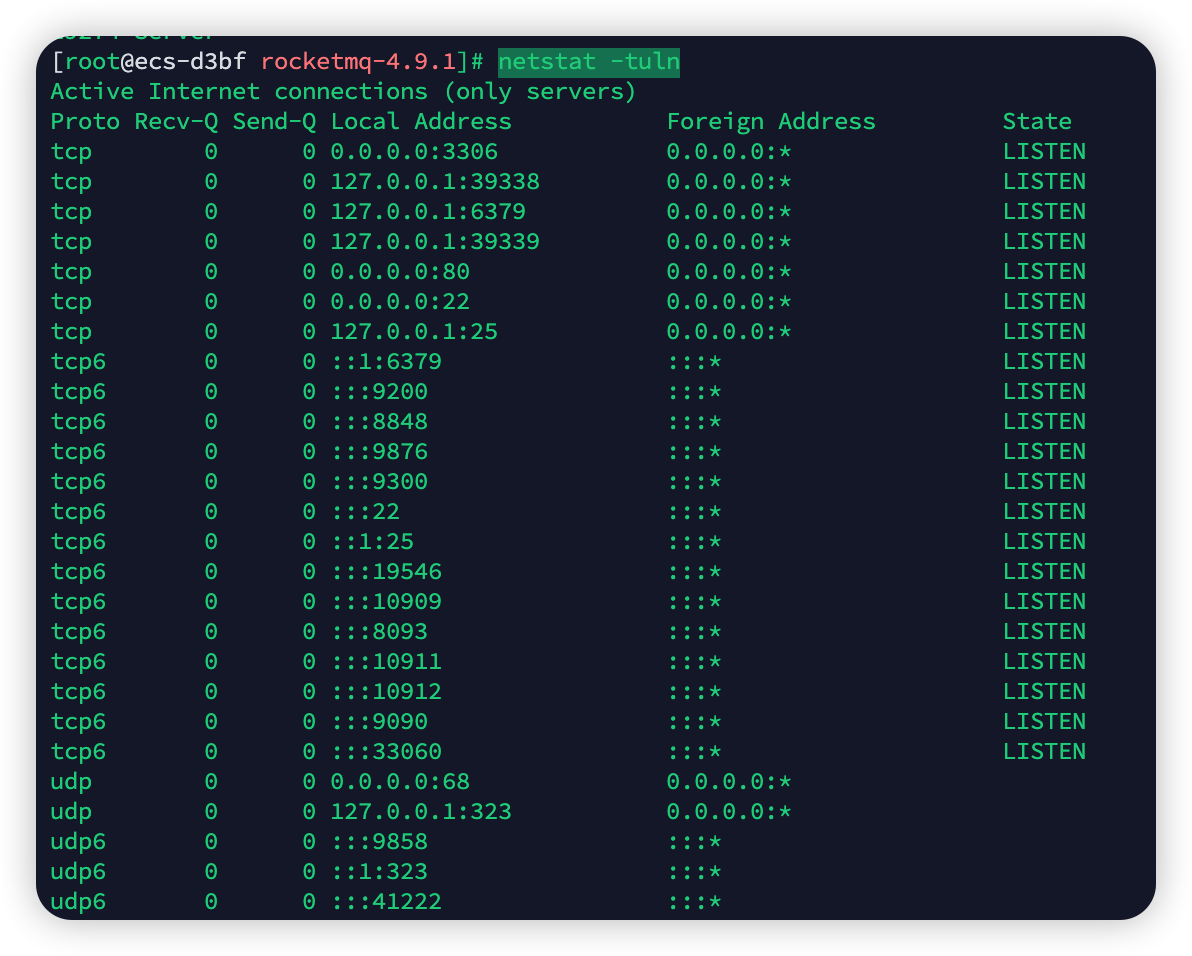 [root@ecs-d3bf rocketmq-4.9.1]# netstat -tuln
Active Internet connections (only servers)
Proto Recv-Q Send-Q Local Address           Foreign Address         State
tcp        0      0 0.0.0.0:3306            0.0.0.0:*               LISTEN
tcp        0      0 127.0.0.1:39338         0.0.0.0:*               LISTEN
tcp        0      0 127.0.0.1:6379          0.0.0.0:*               LISTEN
tcp        0      0 127.0.0.1:39339         0.0.0.0:*               LISTEN
tcp        0      0 0.0.0.0:80              0.0.0.0:*               LISTEN
tcp        0      0 0.0.0.0:22              0.0.0.0:*               LISTEN
tcp        0      0 127.0.0.1:25            0.0.0.0:*               LISTEN
tcp6       0      0 ::1:6379                :::*                    LISTEN
tcp6       0      0 :::9200                 :::*                    LISTEN
tcp6       0      0 :::8848                 :::*                    LISTEN
tcp6       0      0 :::9876                 :::*                    LISTEN
tcp6       0      0 :::9300                 :::*                    LISTEN
tcp6       0      0 :::22                   :::*                    LISTEN
tcp6       0      0 ::1:25                  :::*                    LISTEN
tcp6       0      0 :::19546                :::*                    LISTEN
tcp6       0      0 :::10909                :::*                    LISTEN
tcp6       0      0 :::8093                 :::*                    LISTEN
tcp6       0      0 :::10911                :::*                    LISTEN
tcp6       0      0 :::10912                :::*                    LISTEN
tcp6       0      0 :::9090                 :::*                    LISTEN
tcp6       0      0 :::33060                :::*                    LISTEN
udp        0      0 0.0.0.0:68              0.0.0.0:*
udp        0      0 127.0.0.1:323           0.0.0.0:*
udp6       0      0 :::9858                 :::*
udp6       0      0 ::1:323                 :::*
udp6       0      0 :::41222                :::*